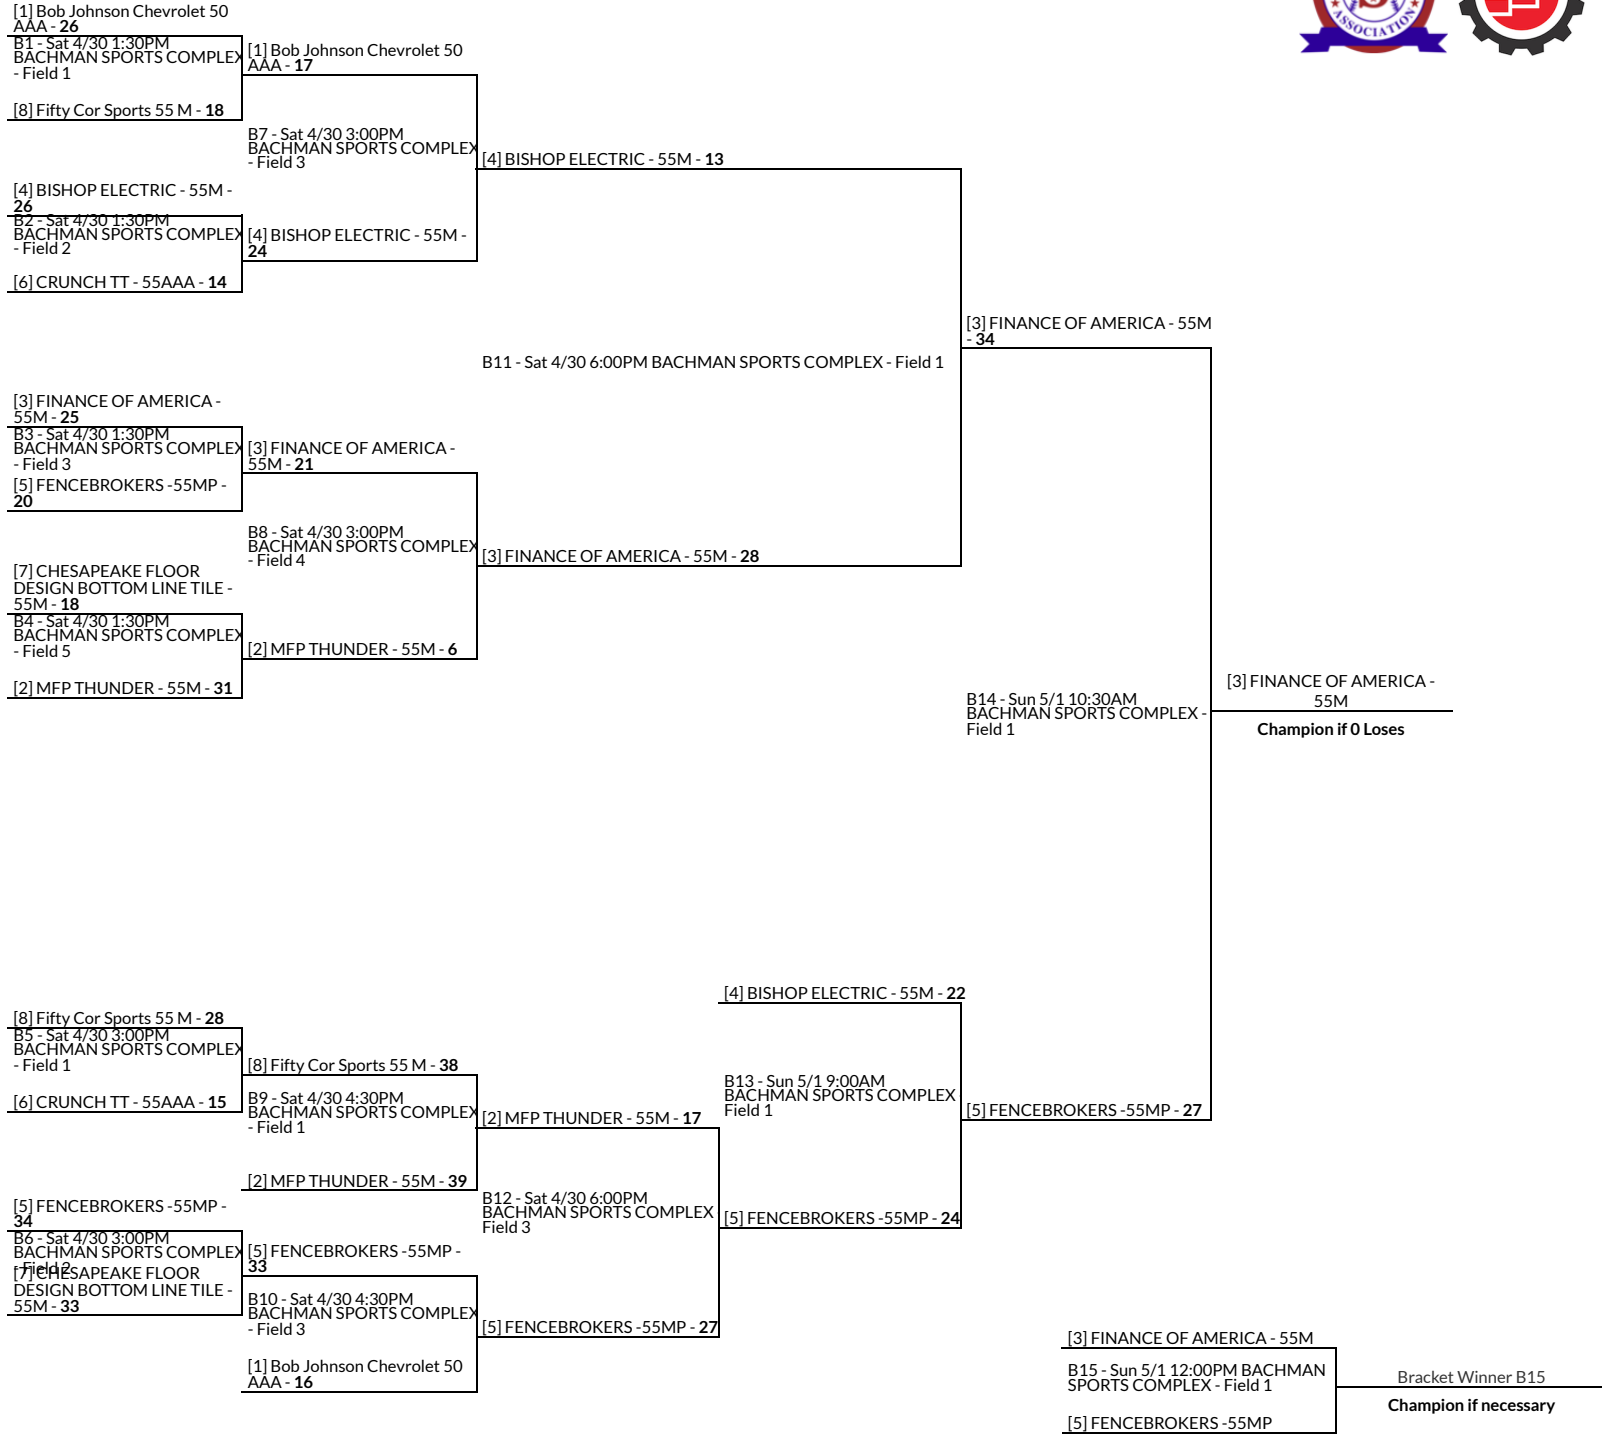 [1] Bob Johnson Chevrolet 50
AAA - 26
B1 - Sat 4/30 1:30PM
BACHMAN SPORTS COMPLEX
- Field 1
[8] Fifty Cor Sports 55 M - 18
[1] Bob Johnson Chevrolet 50
AAA - 17
B7 - Sat 4/30 3:00PM
BACHMAN SPORTS COMPLEX
- Field 3
[4] BISHOP ELECTRIC - 55M -
26
B2 - Sat 4/30 1:30PM
BACHMAN SPORTS COMPLEX
- Field 2
[6] CRUNCH TT - 55AAA - 14
[4] BISHOP ELECTRIC - 55M -
24
[4] BISHOP ELECTRIC - 55M - 13
B11 - Sat 4/30 6:00PM BACHMAN SPORTS COMPLEX - Field 1
[3] FINANCE OF AMERICA - 55M
- 34
[3] FINANCE OF AMERICA -
55M - 25
B3 - Sat 4/30 1:30PM
BACHMAN SPORTS COMPLEX
- Field 3
[5] FENCEBROKERS -55MP -
20
[3] FINANCE OF AMERICA -
55M - 21
B8 - Sat 4/30 3:00PM
BACHMAN SPORTS COMPLEX
- Field 4
[3] FINANCE OF AMERICA - 55M - 28
[7] CHESAPEAKE FLOOR
DESIGN BOTTOM LINE TILE -
55M - 18
B4 - Sat 4/30 1:30PM
BACHMAN SPORTS COMPLEX
- Field 5
[2] MFP THUNDER - 55M - 31
[2] MFP THUNDER - 55M - 6
B14 - Sun 5/1 10:30AM
BACHMAN SPORTS COMPLEX -
Field 1
[3] FINANCE OF AMERICA -
55M
Champion if 0 Loses
[8] Fifty Cor Sports 55 M - 28
B5 - Sat 4/30 3:00PM
BACHMAN SPORTS COMPLEX
- Field 1
[6] CRUNCH TT - 55AAA - 15
[8] Fifty Cor Sports 55 M - 38
B9 - Sat 4/30 4:30PM
BACHMAN SPORTS COMPLEX
- Field 1
[2] MFP THUNDER - 55M - 39
[2] MFP THUNDER - 55M - 17
B12 - Sat 4/30 6:00PM
BACHMAN SPORTS COMPLEX
Field 3
[4] BISHOP ELECTRIC - 55M - 22
B13 - Sun 5/1 9:00AM
BACHMAN SPORTS COMPLEX
Field 1
[5] FENCEBROKERS -55MP - 24
[5] FENCEBROKERS -55MP - 27
[5] FENCEBROKERS -55MP -
34
B6 - Sat 4/30 3:00PM
BACHMAN SPORTS COMPLEX
- Field 2
[7] CHESAPEAKE FLOOR
DESIGN BOTTOM LINE TILE -
55M - 33
[5] FENCEBROKERS -55MP -
33
B10 - Sat 4/30 4:30PM
BACHMAN SPORTS COMPLEX
- Field 3
[1] Bob Johnson Chevrolet 50
AAA - 16
[5] FENCEBROKERS -55MP - 27
[3] FINANCE OF AMERICA - 55M
B15 - Sun 5/1 12:00PM BACHMAN
SPORTS COMPLEX - Field 1
[5] FENCEBROKERS -55MP
Bracket Winner B15
Champion if necessary
ASSOCIATION